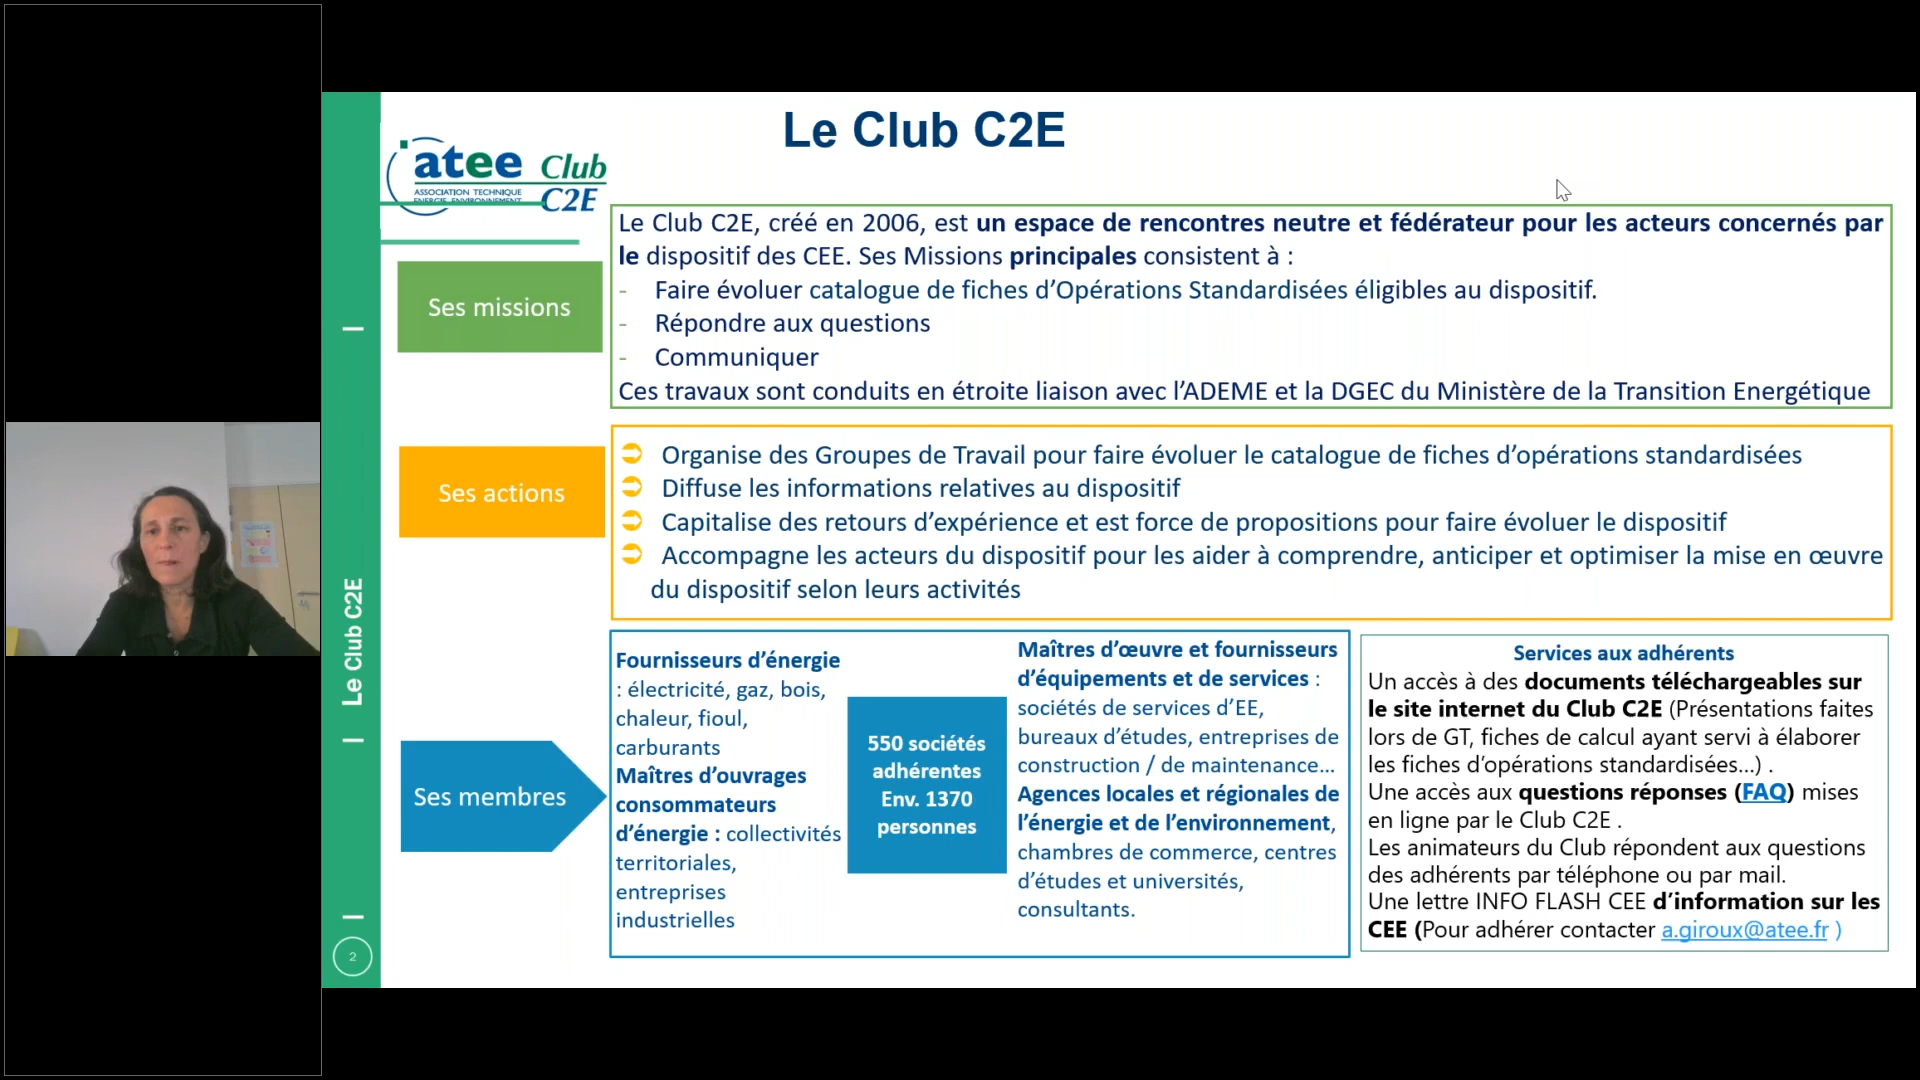 Le Club C2E
atee Club
ASSOCIATION TECHNIQUE
ÉNERGIE ENVIRONNEMENT
C2E
Ses missions
Le Club C2E, créé en 2006, est un espace de rencontres neutre et fédérateur pour les acteurs concernés par
le dispositif des CEE. Ses Missions principales consistent à :
- Faire évoluer catalogue de fiches d’Opérations Standardisées éligibles au dispositif.
- Répondre aux questions
- Communiquer
Ces travaux sont conduits en étroite liaison avec l’ADEME et la DGEC du Ministère de la Transition Energétique
Ses actions
Organise des Groupes de Travail pour faire évoluer le catalogue de fiches d’opérations standardisées
Diffuse les informations relatives au dispositif
Capitalise des retours d’expérience et est force de propositions pour faire évoluer le dispositif
Accompagne les acteurs du dispositif pour les aider à comprendre, anticiper et optimiser la mise en œuvre
du dispositif selon leurs activités
Ses membres
Fournisseurs d’énergie
: électricité, gaz, bois,
chaleur, fioul,
carburants
Maîtres d’ouvrages
consommateurs
d’énergie : collectivités
territoriales,
entreprises
industrielles
550 sociétés
adhérentes
Env. 1370
personnes
Maîtres d’œuvre et fournisseurs
d’équipements et de services :
sociétés de services d’EE,
bureaux d’études, entreprises de
construction / de maintenance…
Agences locales et régionales de
l’énergie et de l’environnement,
chambres de commerce, centres
d’études et universités,
consultants.
Services aux adhérents
Un accès à des documents téléchargeables sur
le site internet du Club C2E (Présentations faites
lors de GT, fiches de calcul ayant servi à élaborer
les fiches d’opérations standardisées…) .
Une accès aux questions réponses (FAQ) mises
en ligne par le Club C2E .
Les animateurs du Club répondent aux questions
des adhérents par téléphone ou par mail.
Une lettre INFO FLASH CEE d’information sur les
CEE (Pour adhérer contacter a.giroux@atee.fr )
Le Club C2E
2